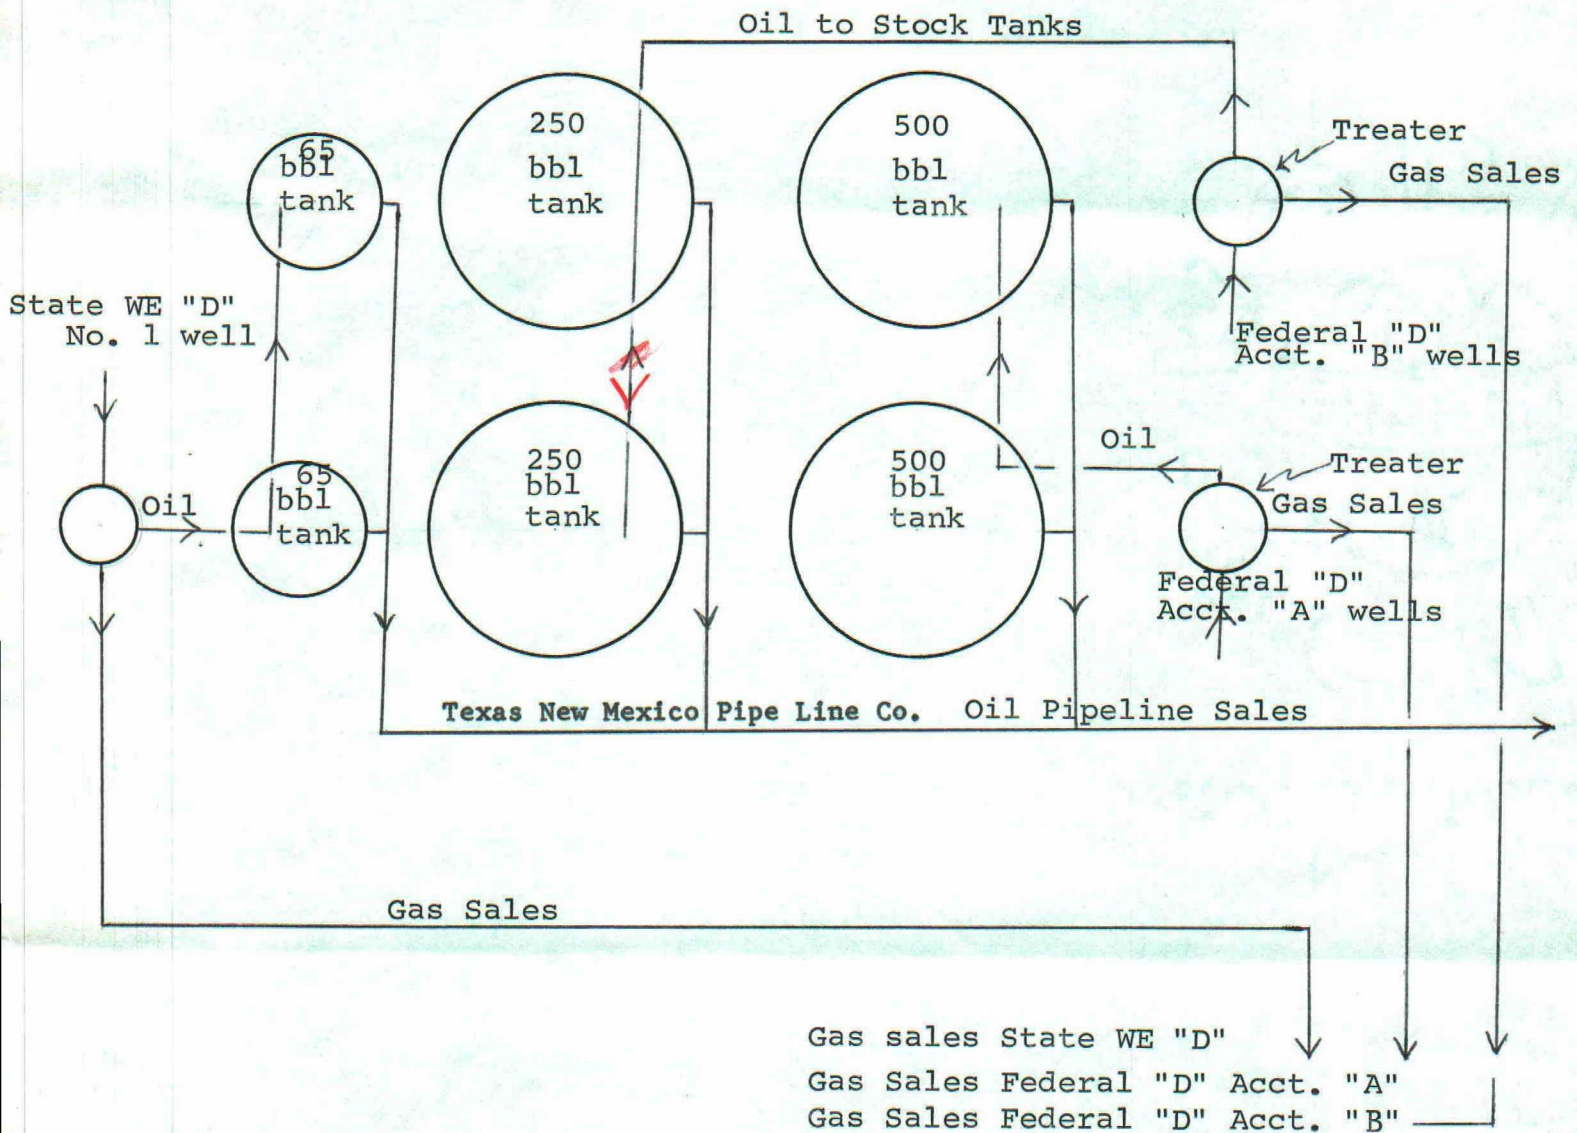 Oil to Stock Tanks
65
bbl
tank
250
bbl
tank
500
bbl
tank
Treater
Gas Sales
State WE "D"
No. 1 well
Federal "D"
Acct. "B" wells
Oil
65
bbl
tank
250
bbl
tank
500
bbl
tank
Oil
Treater
Gas Sales
Federal "D"
Acct. "A" wells
Texas New Mexico Pipe Line Co. Oil Pipeline Sales
Gas Sales
Gas sales State WE "D"
Gas Sales Federal "D" Acct. "A"
Gas Sales Federal "D" Acct. "B"